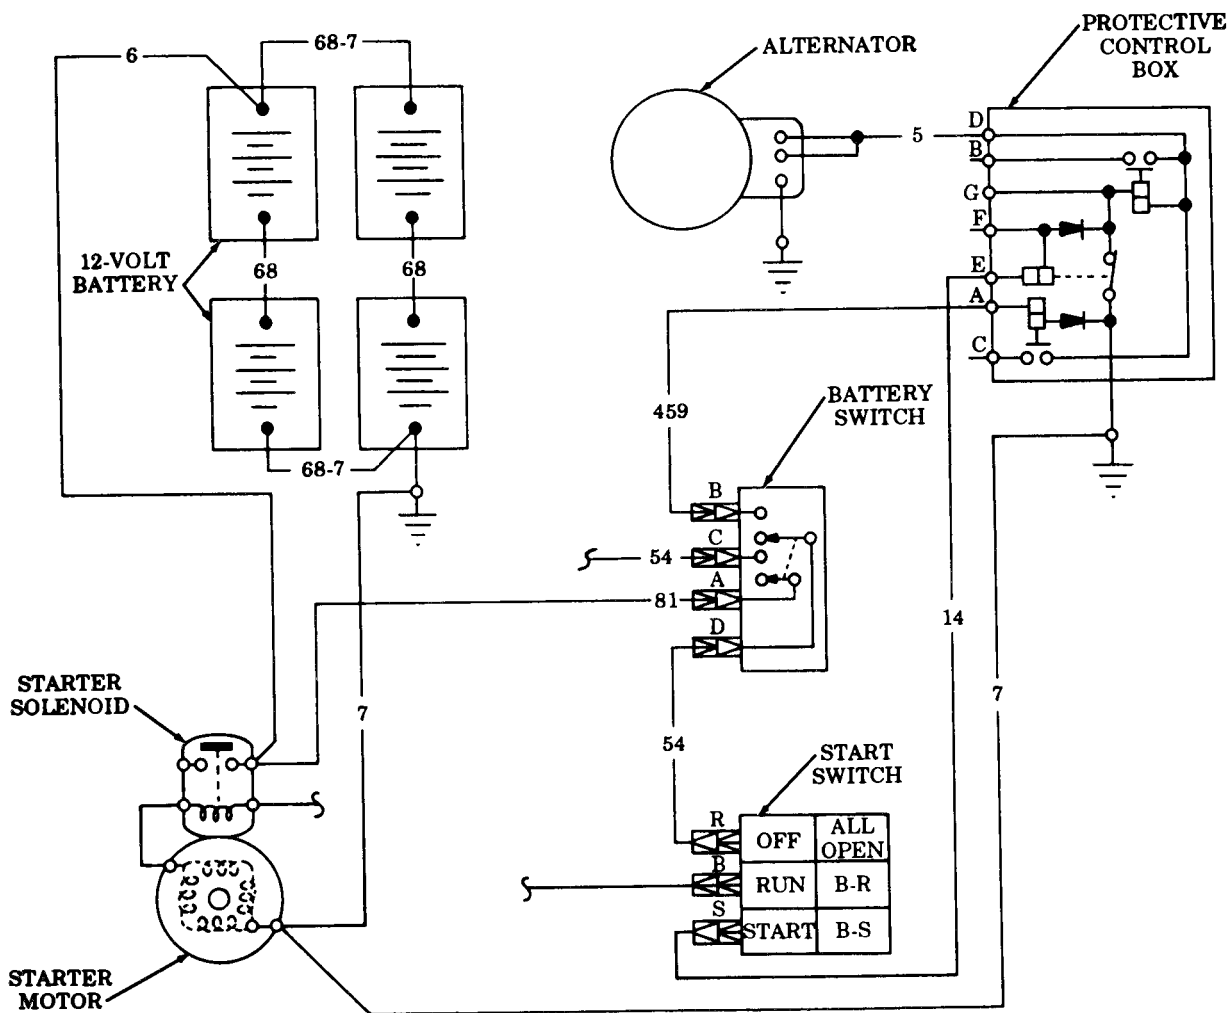 6
68-7
ALTERNATOR
PROTECTIVE
CONTROL
BOX
D
5
B
G
F
12-VOLT
BATTERY
68
68
E
A
C
68-7
459
BATTERY
SWITCH
B
C
54
A
81
D
14
STARTER
SOLENOID
7
7
54
START
SWITCH
R
OFF
ALL
OPEN
B
RUN
B-R
S
START
B-S
STARTER
MOTOR